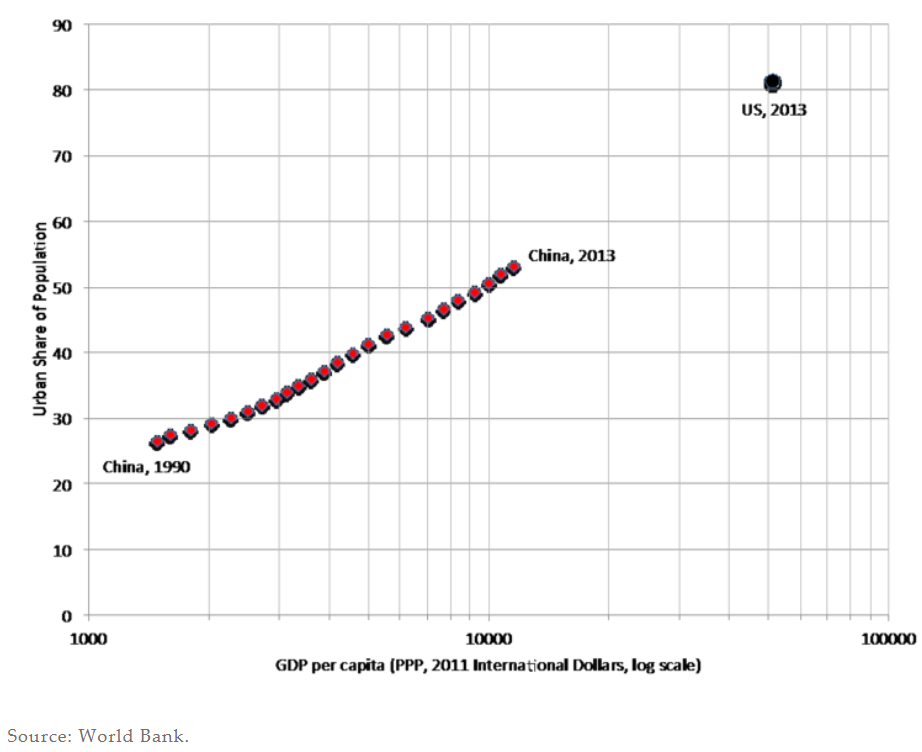 90
80
US, 2013
70
60
China, 2013
50
40
30
China, 1990
20
10
0
Urban Share of Population
1000 10000 100000
GDP per capita (PPP, 2011 International Dollars, log scale)
Source: World Bank.